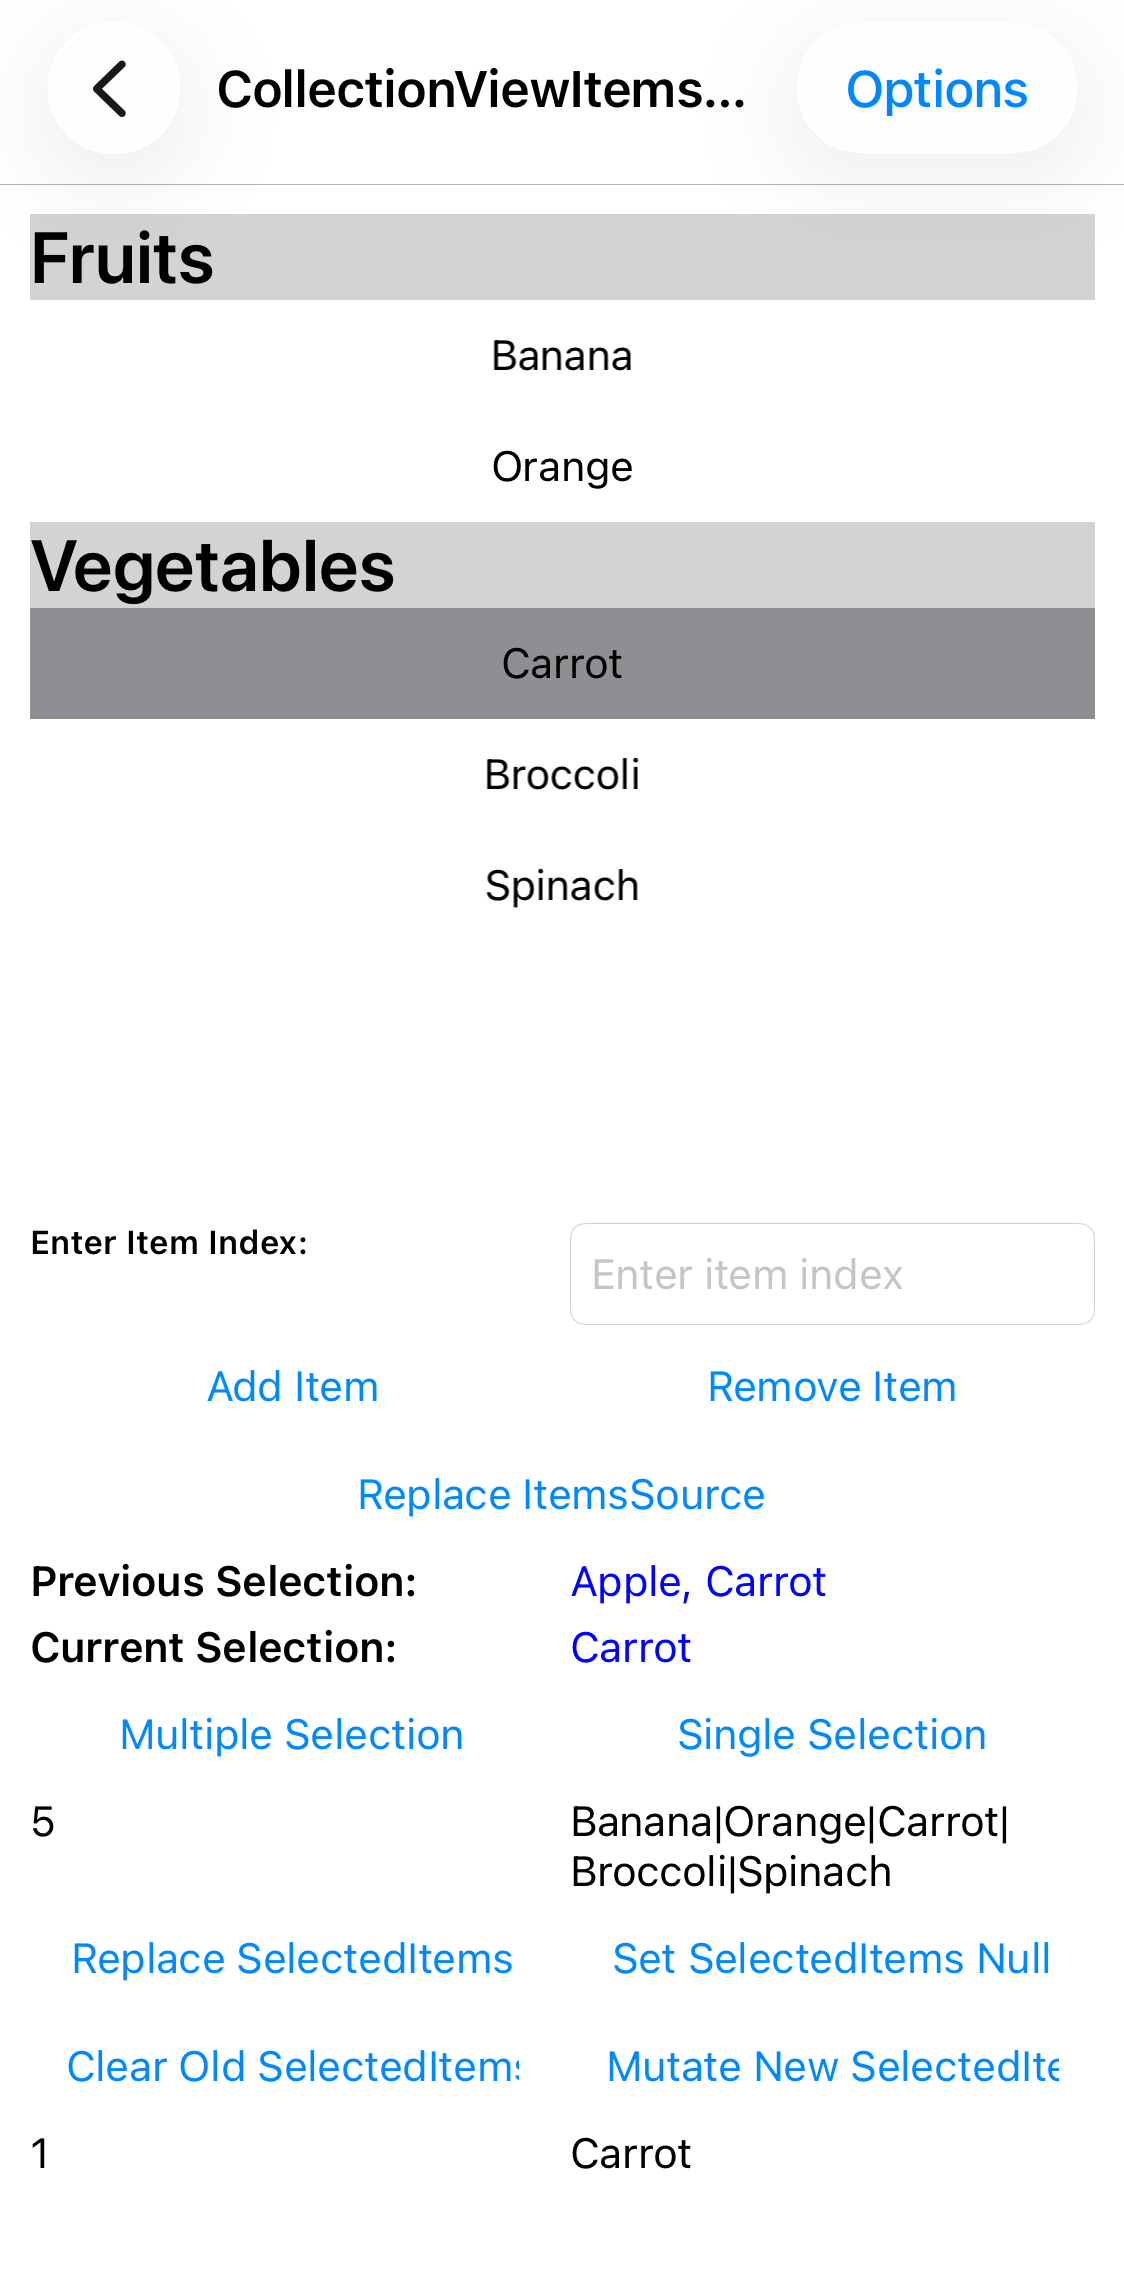 CollectionViewItems...
Options
Fruits
Banana
Orange
Vegetables
Carrot
Broccoli
Spinach
Enter Item Index:
Enter item index
Add Item
Remove Item
Replace ItemsSource
Previous Selection:
Apple, Carrot
Current Selection:
Carrot
Multiple Selection
Single Selection
5
Banana|Orange|Carrot|
Broccoli|Spinach
Replace SelectedItems
Set SelectedItems Null
Clear Old SelectedItems
Mutate New SelectedIte
1
Carrot